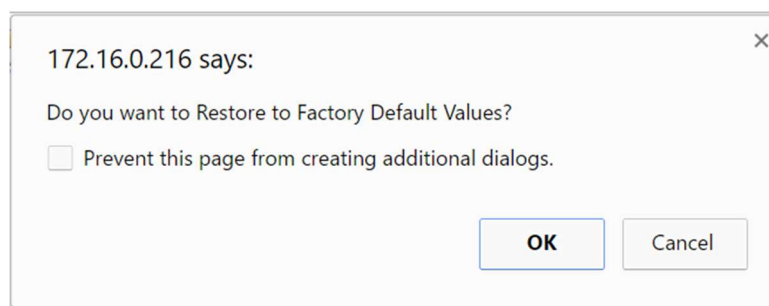 172.16.0.216 says:
Do you want to Restore to Factory Default Values?
Prevent this page from creating additional dialogs.
OK
Cancel